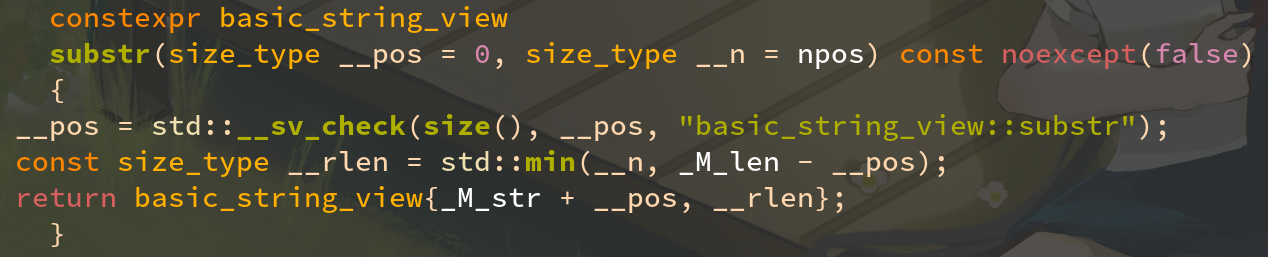 constexpr basic_string_view
substr(size_type __pos = 0, size_type __n = npos) const noexcept(false)
{
__pos = std::__sv_check(size(), __pos, "basic_string_view::substr");
const size_type __rlen = std::min(__n, _M_len - __pos);
return basic_string_view{_M_str + __pos, __rlen};
}